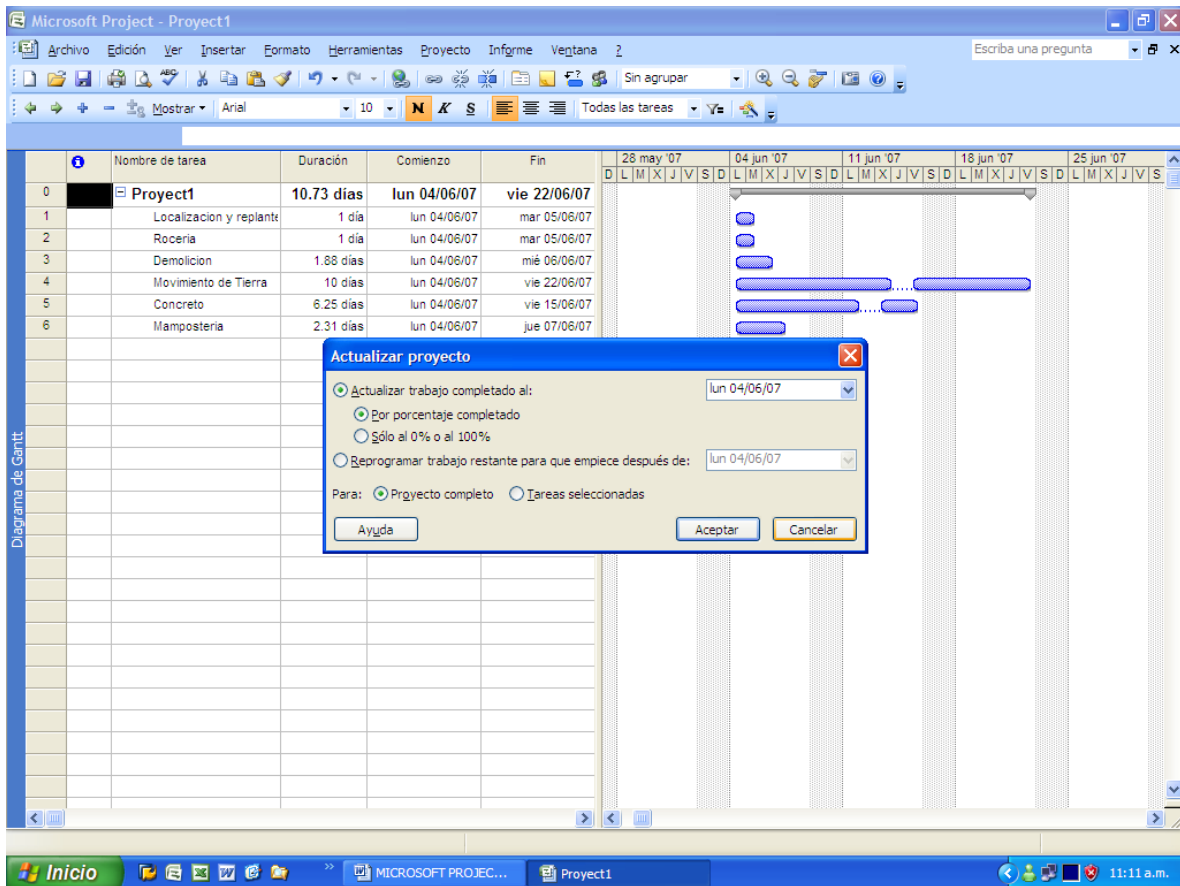 Microsoft Project - Proyect1
Archivo Edición Ver Insertar Formato Herramientas Proyecto Informe Ventana ? Escriba una pregunta
Sin agrupar
Mostrar Arial 10 N K S Todas las tareas
Nombre de tarea Duración Comienzo Fin 28 may '07 04 jun '07 11 jun '07 18 jun '07 25 jun '07
D L M X J V S D L M X J V S D L M X J V S D L M X J V S D L M X J V S
0 Proyect1 10.73 días lun 04/06/07 vie 22/06/07
1 Localizacion y replante 1 día lun 04/06/07 mar 05/06/07
2 Roceria 1 día lun 04/06/07 mar 05/06/07
3 Demolicion 1.88 días lun 04/06/07 mié 06/06/07
4 Movimiento de Tierra 10 días lun 04/06/07 vie 22/06/07
5 Concreto 6.25 días lun 04/06/07 vie 15/06/07
6 Mamposteria 2.31 días lun 04/06/07 jue 07/06/07
Diagrama de Gantt
Actualizar proyecto
Actualizar trabajo completado al: lun 04/06/07
Por porcentaje completado
Sólo al 0% o al 100%
Reprogramar trabajo restante para que empiece después de: lun 04/06/07
Para: Proyecto completo Tareas seleccionadas
Ayuda Aceptar Cancelar
Inicio MICROSOFT PROJEC... Proyect1 11:11 a.m.